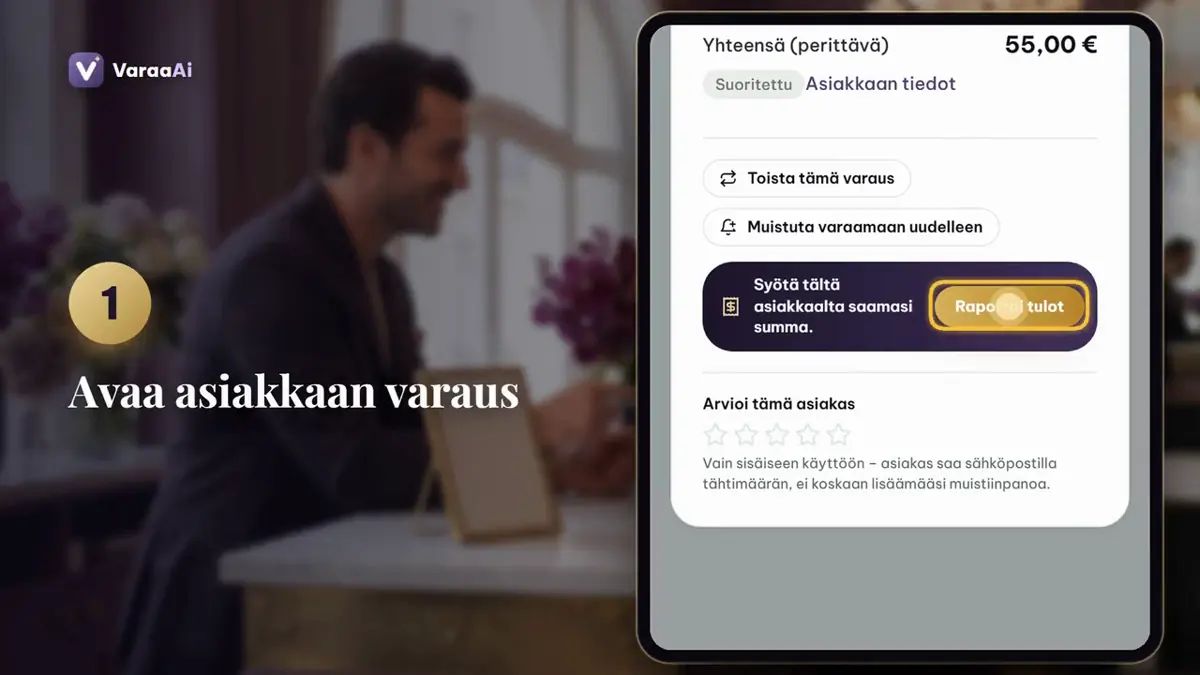 VaraaAi
1
Avaa asiakkaan varaus
Yhteensä (perittävä) 55,00 €
Suoritettu Asiakkaan tiedot
Toista tämä varaus
Muistuta varaamaan uudelleen
Syötä tältä
asiakkaalta saamasi
summa.
tulot
Arvioi tämä asiakas
Vain sisäiseen käyttöön – asiakas saa sähköpostilla
tähtimäärän, ei koskaan lisäämääsi muistiinpanoa.